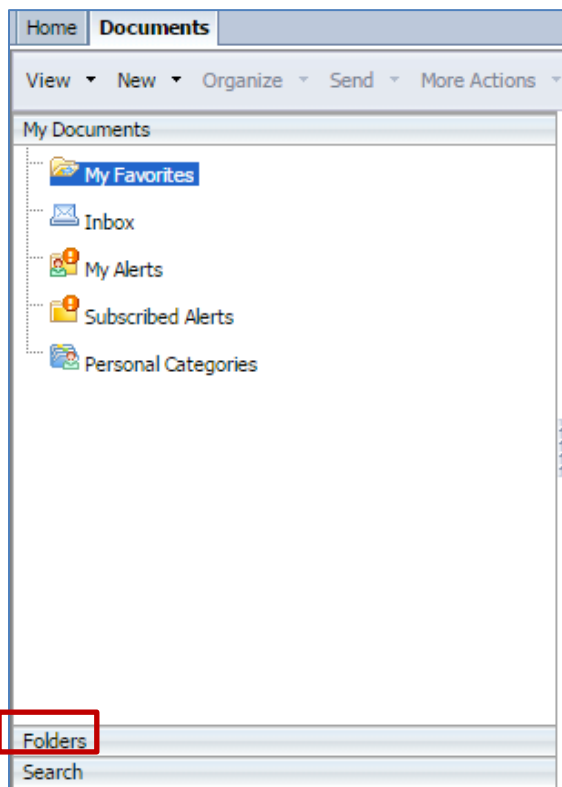 Home Documents
View New Organize Send More Actions
My Documents
My Favorites
Inbox
My Alerts
Subscribed Alerts
Personal Categories
Folders
Search